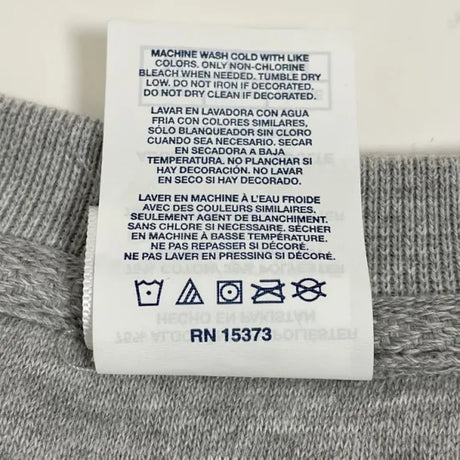 MACHINE WASH COLD WITH LIKE
COLORS. ONLY NON-CHLORINE
BLEACH WHEN NEEDED. TUMBLE DRY
LOW. DO NOT IRON IF DECORATED.
DO NOT DRY CLEAN IF DECORATED.
LAVAR EN LAVADORA CON AGUA
FRIA CON COLORES SIMILARES,
SÓLO BLANQUEADOR SIN CLORO
CUANDO SEA NECESARIO. SECAR
EN SECADORA A BAJA
TEMPERATURA. NO PLANCHAR SI
HAY DECORACIÓN. NO LAVAR
EN SECO SI HAY DECORACIÓN.
LAVER EN MACHINE À L'EAU FROIDE
AVEC DES COULEURS SIMILAIRES.
SEULEMENT AGENT DE BLANCHIMENT.
SANS CHLORE SI NECESSAIRE. SÉCHER
EN MACHINE À BASSE TEMPÉRATURE.
NE PAS REPASSER SI DÉCORÉ.
NE PAS LAVER EN PRESSING SI DÉCORÉ.
RN 15373